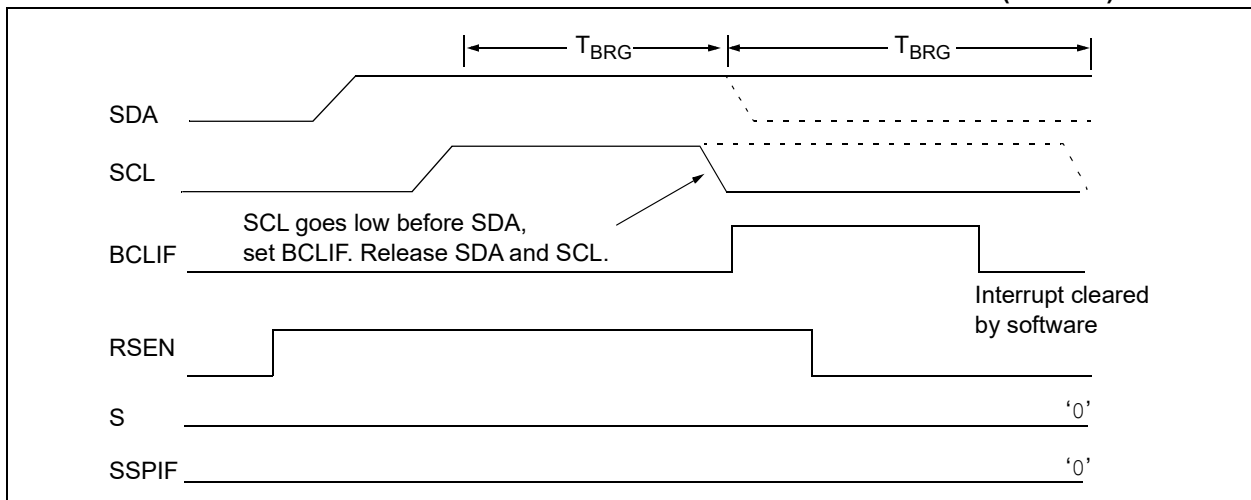 TBRG TBRG
SDA
SCL
SCL goes low before SDA,
set BCLIF. Release SDA and SCL.
BCLIF
Interrupt cleared
by software
RSEN
S ‘0’
SSPIF ‘0’